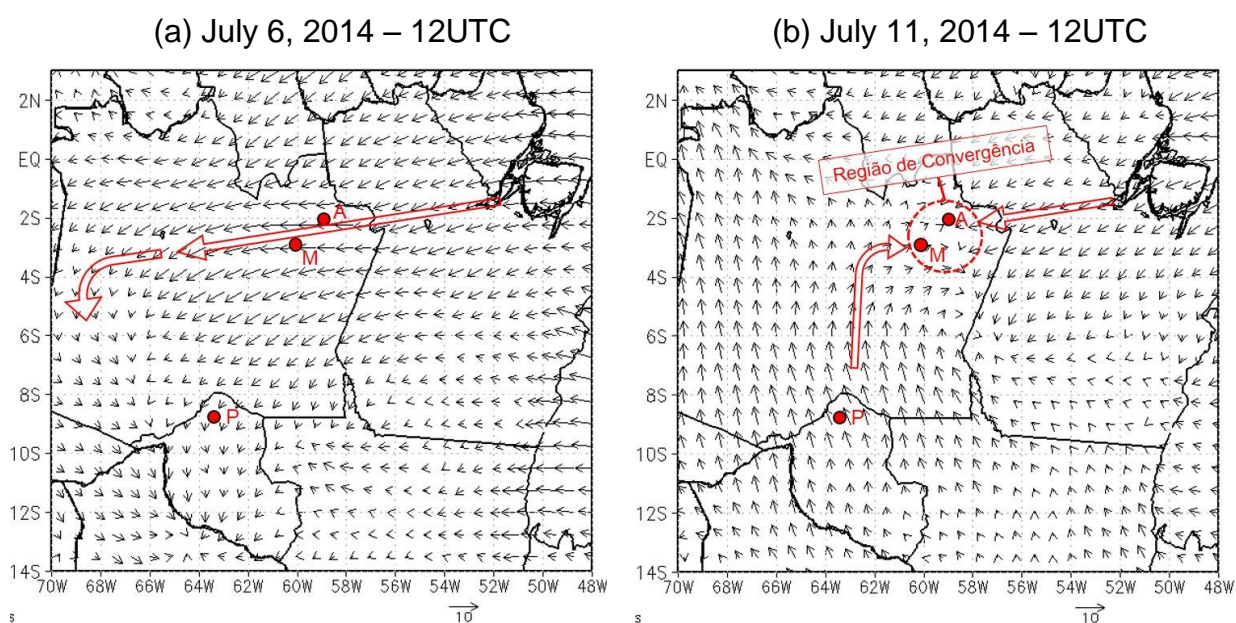 (a) July 6, 2014 – 12UTC
(b) July 11, 2014 – 12UTC
2N
EQ
2S
4S
6S
8S
10S
12S
14S
A
M
P
70W 68W 66W 64W 62W 60W 58W 56W 54W 52W 50W 48W
10
s
2N
EQ
2S
4S
6S
8S
10S
12S
14S
Região de Convergência
A
M
P
70W 68W 66W 64W 62W 60W 58W 56W 54W 52W 50W 48W
10
s